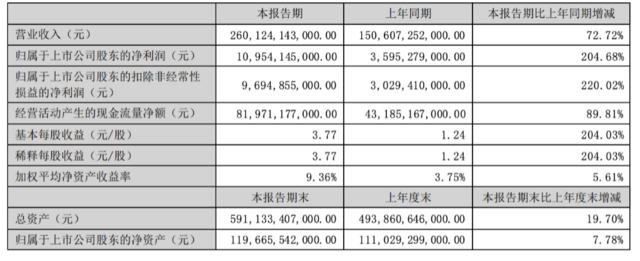 本报告期 上年同期 本报告期比上年同期增减
营业收入（元） 260,124,143,000.00 150,607,252,000.00 72.72%
归属于上市公司股东的净利润（元） 10,954,145,000.00 3,595,279,000.00 204.68%
归属于上市公司股东的扣除非经常性
损益的净利润（元） 9,694,855,000.00 3,029,410,000.00 220.02%
经营活动产生的现金流量净额（元） 81,971,177,000.00 43,185,167,000.00 89.81%
基本每股收益（元/股） 3.77 1.24 204.03%
稀释每股收益（元/股） 3.77 1.24 204.03%
加权平均净资产收益率 9.36% 3.75% 5.61%
本报告期末 上年度末 本报告期末比上年度末增减
总资产（元） 591,133,407,000.00 493,860,646,000.00 19.70%
归属于上市公司股东的净资产（元） 119,665,542,000.00 111,029,299,000.00 7.78%